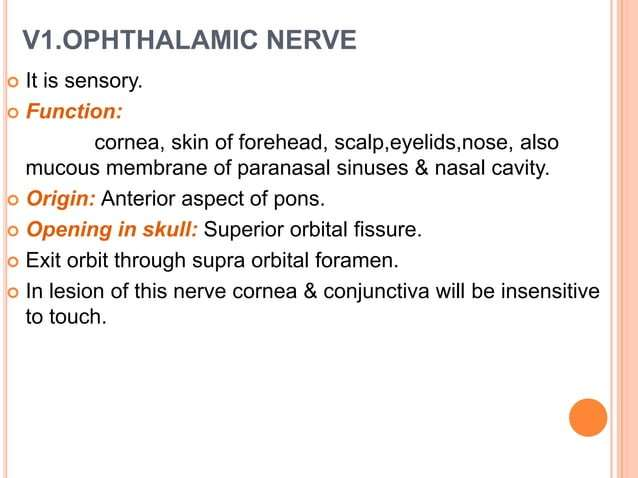 V1.OPHTHALAMIC NERVE
It is sensory.
Function:
cornea, skin of forehead, scalp,eyelids,nose, also
mucous membrane of paranasal sinuses & nasal cavity.
Origin: Anterior aspect of pons.
Opening in skull: Superior orbital fissure.
Exit orbit through supra orbital foramen.
In lesion of this nerve cornea & conjunctiva will be insensitive
to touch.